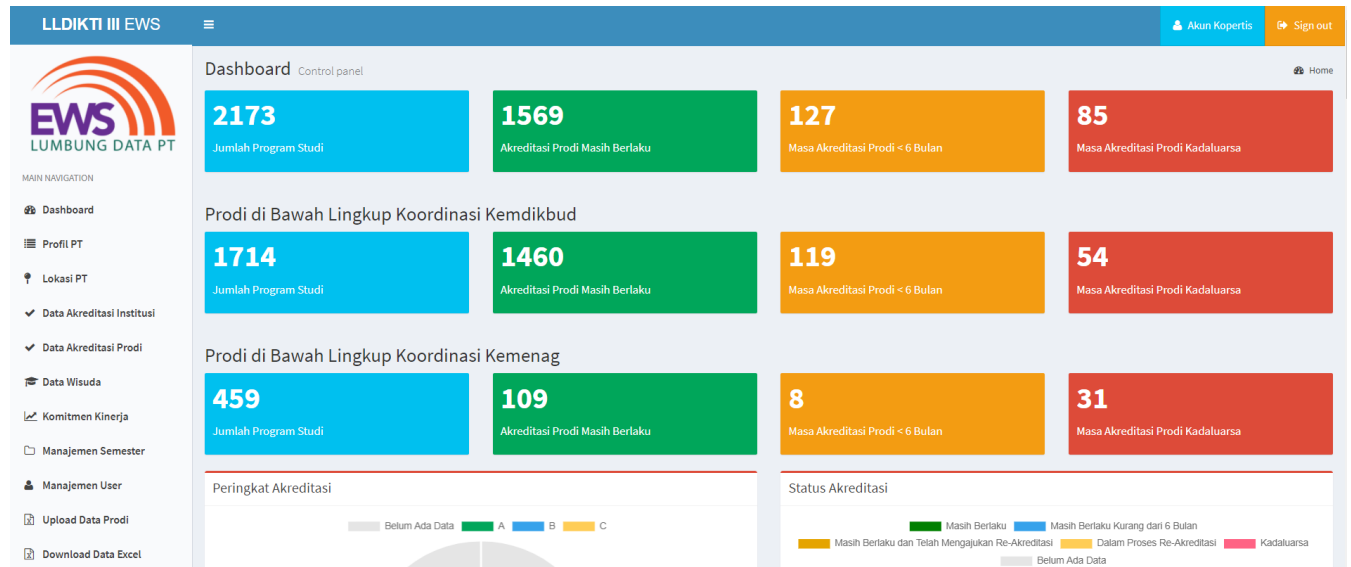 LLDIKTI III EWS
Akun Kopertis
Sign out
EWS
LUMBUNG DATA PT
MAIN NAVIGATION
Dashboard
Profil PT
Lokasi PT
Data Akreditasi Institusi
Data Akreditasi Prodi
Data Wisuda
Komitmen Kinerja
Manajemen Semester
Manajemen User
Upload Data Prodi
Download Data Excel
Dashboard Control panel
Home
2173
Jumlah Program Studi
1569
Akreditasi Prodi Masih Berlaku
127
Masa Akreditasi Prodi < 6 Bulan
85
Masa Akreditasi Prodi Kadaluarsa
Prodi di Bawah Lingkup Koordinasi Kemdikbud
1714
Jumlah Program Studi
1460
Akreditasi Prodi Masih Berlaku
119
Masa Akreditasi Prodi < 6 Bulan
54
Masa Akreditasi Prodi Kadaluarsa
Prodi di Bawah Lingkup Koordinasi Kemenag
459
Jumlah Program Studi
109
Akreditasi Prodi Masih Berlaku
8
Masa Akreditasi Prodi < 6 Bulan
31
Masa Akreditasi Prodi Kadaluarsa
Peringkat Akreditasi
Belum Ada Data A B C
Status Akreditasi
Masih Berlaku Masih Berlaku Kurang dari 6 Bulan
Masih Berlaku dan Telah Mengajukan Re-Akreditasi Dalam Proses Re-Akreditasi Kadaluarsa
Belum Ada Data